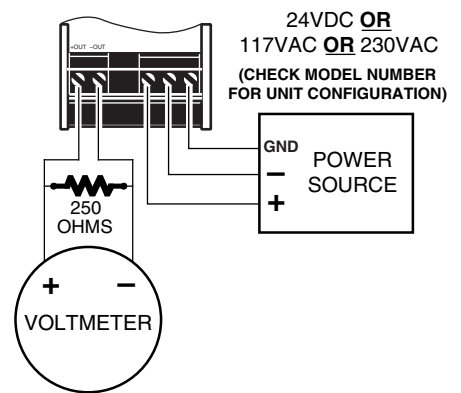 +OUT –OUT
24VDC OR
117VAC OR 230VAC
(CHECK MODEL NUMBER
FOR UNIT CONFIGURATION)
GND
–
+
POWER
SOURCE
250
OHMS
+ –
VOLTMETER